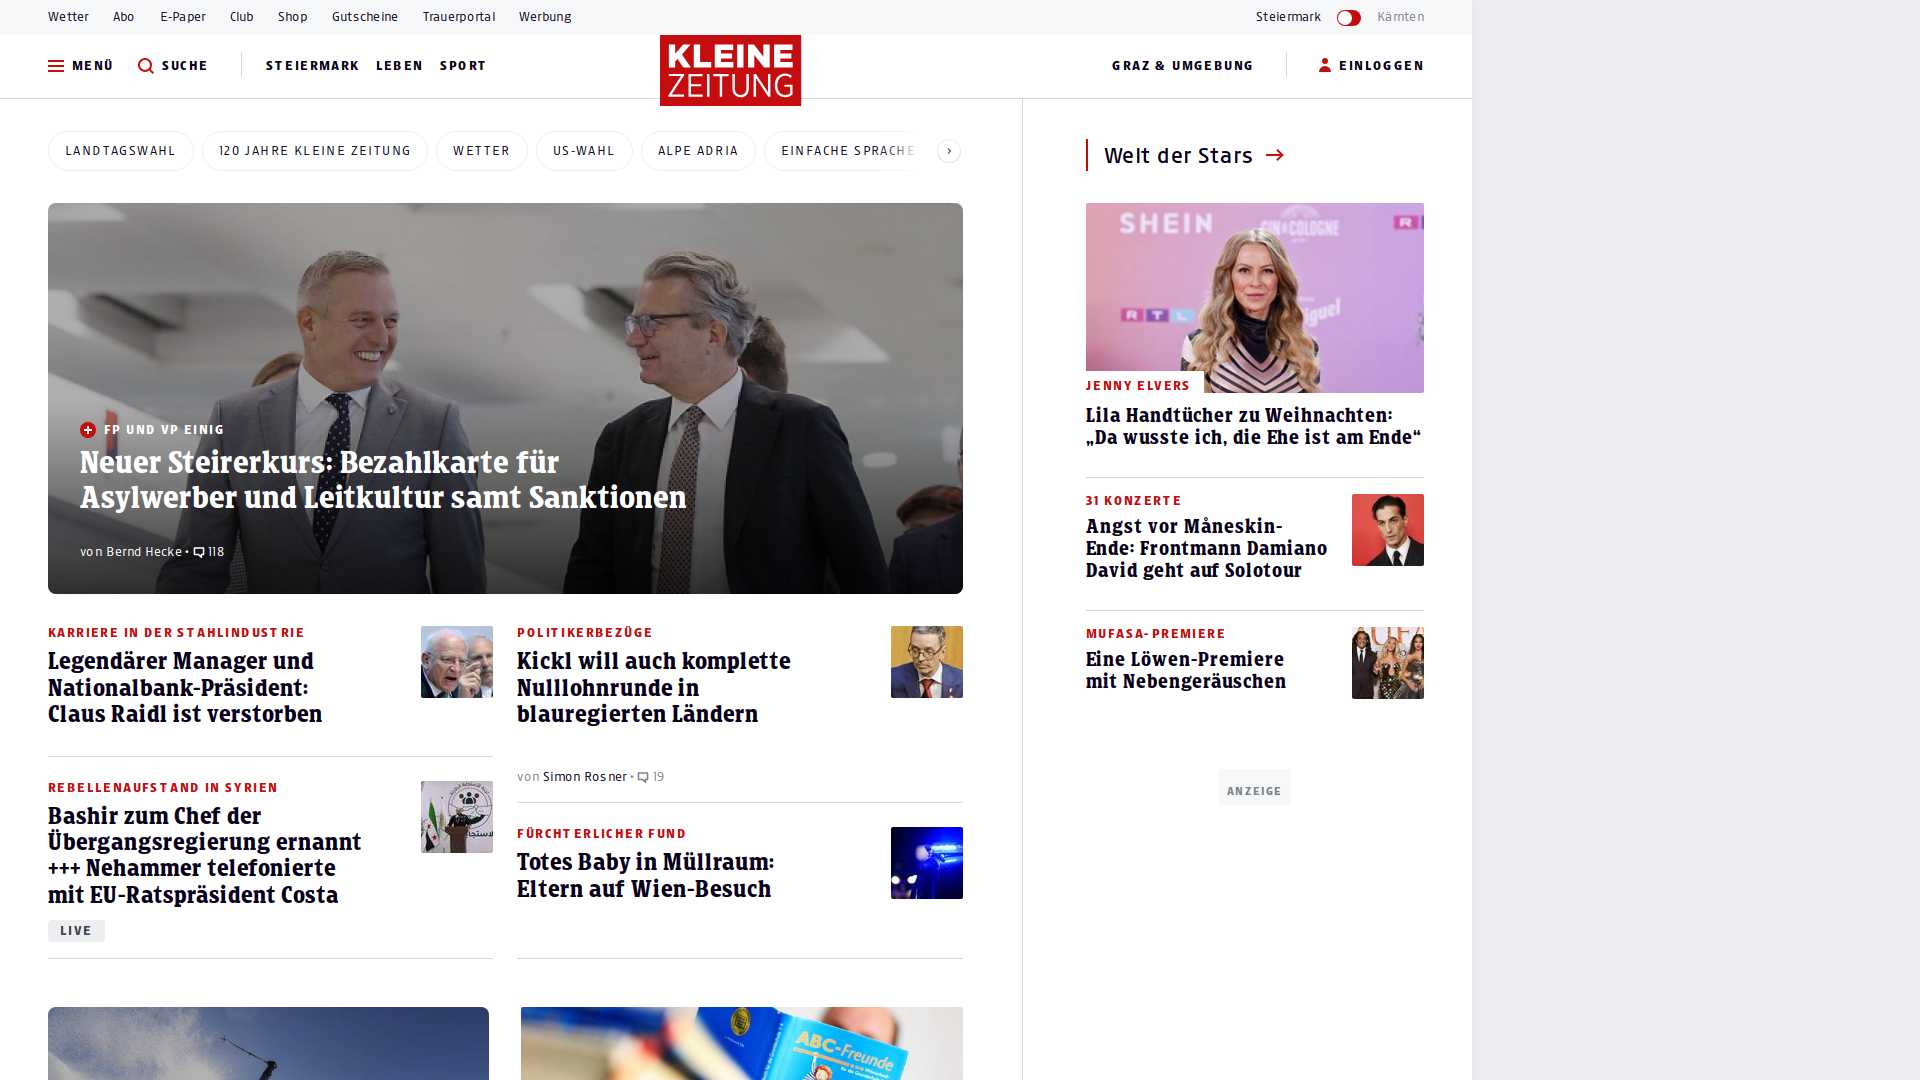 Wetter Abo E-Paper Club Shop Gutscheine Trauerportal Werbung Steiermark Kärnten
MENÜ SUCHE STEIERMARK LEBEN SPORT KLEINE ZEITUNG GRAZ & UMGEBUNG EINLOGGEN
LANDTAGSWAHL 120 JAHRE KLEINE ZEITUNG WETTER US-WAHL ALPE ADRIA EINFACHE SPRACHE
FP UND VP EINIG
Neuer Steirerkurs: Bezahlkarte für
Asylwerber und Leitkultur samt Sanktionen
von Bernd Hecke • 118
KARRIERE IN DER STAHLINDUSTRIE
Legendärer Manager und
Nationalbank-Präsident:
Claus Raidl ist verstorben
REBELLENAUFSTAND IN SYRIEN
Bashir zum Chef der
Übergangsregierung ernannt
+++ Nehammer telefonierte
mit EU-Ratspräsident Costa
LIVE
POLITIKERBEZÜGE
Kickl will auch komplette
Nulllohnrunde in
blauregierten Ländern
von Simon Rosner • 19
FÜRCHTERLICHER FUND
Totes Baby in Müllraum:
Eltern auf Wien-Besuch
ABC-Freunde
Welt der Stars
SHEIN
GIN & COLOGNE
RTL
JENNY ELVERS
Lila Handtücher zu Weihnachten:
„Da wusste ich, die Ehe ist am Ende“
31 KONZERTE
Angst vor Måneskin-
Ende: Frontmann Damiano
David geht auf Solotour
MUFASA-PREMIERE
Eine Löwen-Premiere
mit Nebengeräuschen
ANZEIGE